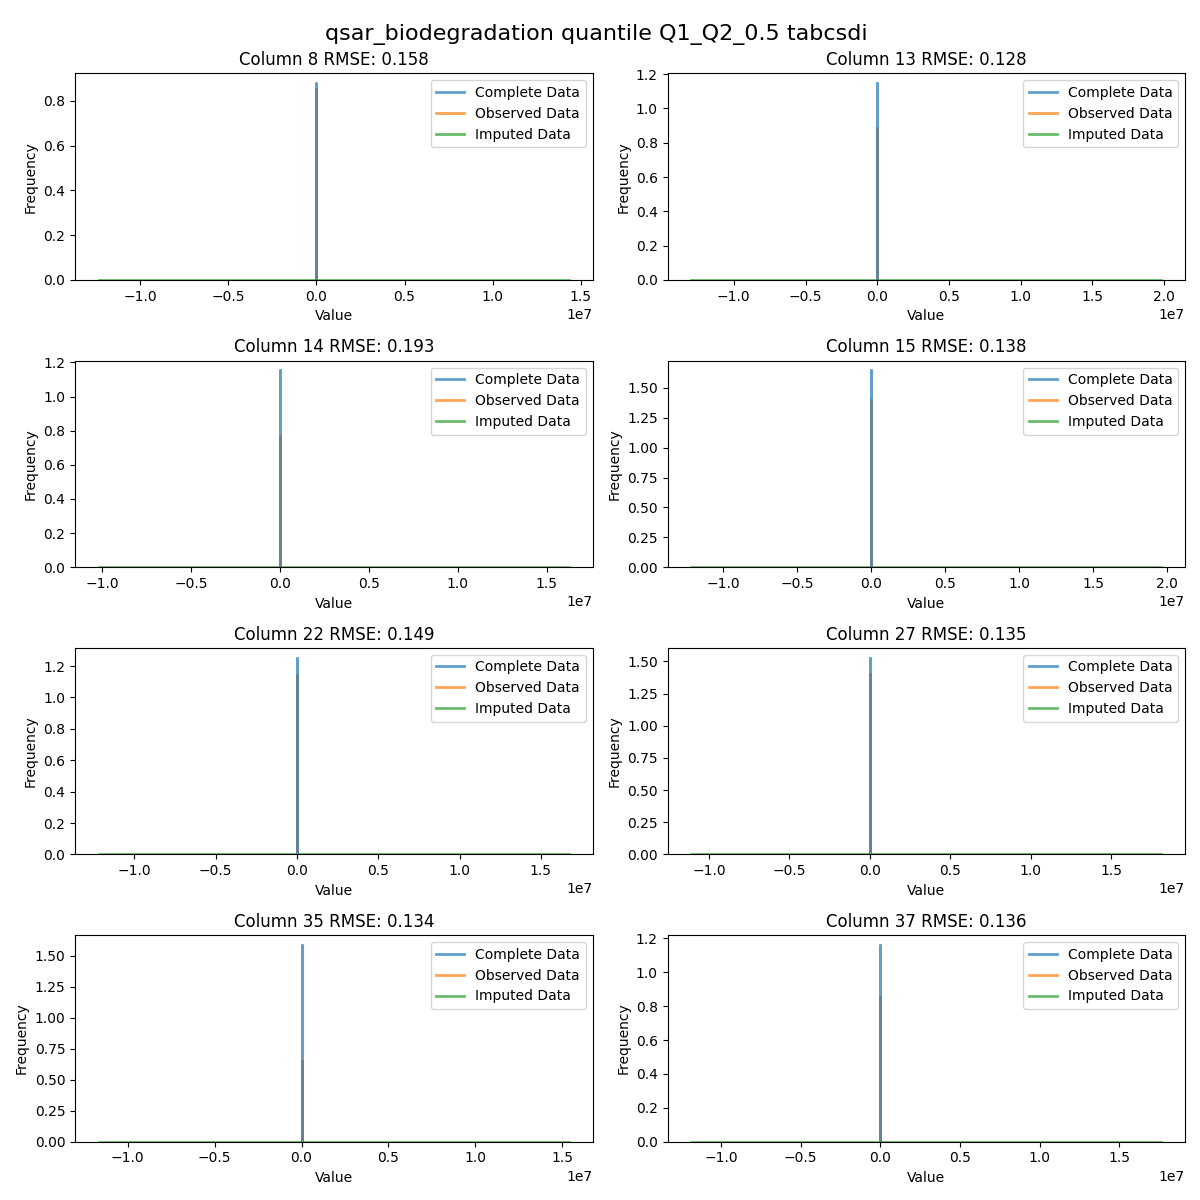 qsar_biodegradation quantile Q1_Q2_0.5 tabcsdi
Column 8 RMSE: 0.158
Complete Data
Observed Data
Imputed Data
Frequency
0.8
0.6
0.4
0.2
0.0
−1.0 −0.5 0.0 0.5 1.0 1.5
1e7
Value
Column 13 RMSE: 0.128
Complete Data
Observed Data
Imputed Data
Frequency
1.2
1.0
0.8
0.6
0.4
0.2
0.0
−1.0 −0.5 0.0 0.5 1.0 1.5 2.0
1e7
Value
Column 14 RMSE: 0.193
Complete Data
Observed Data
Imputed Data
Frequency
1.2
1.0
0.8
0.6
0.4
0.2
0.0
−1.0 −0.5 0.0 0.5 1.0 1.5
1e7
Value
Column 15 RMSE: 0.138
Complete Data
Observed Data
Imputed Data
Frequency
1.50
1.25
1.00
0.75
0.50
0.25
0.00
−1.0 −0.5 0.0 0.5 1.0 1.5 2.0
1e7
Value
Column 22 RMSE: 0.149
Complete Data
Observed Data
Imputed Data
Frequency
1.2
1.0
0.8
0.6
0.4
0.2
0.0
−1.0 −0.5 0.0 0.5 1.0 1.5
1e7
Value
Column 27 RMSE: 0.135
Complete Data
Observed Data
Imputed Data
Frequency
1.50
1.25
1.00
0.75
0.50
0.25
0.00
−1.0 −0.5 0.0 0.5 1.0 1.5
1e7
Value
Column 35 RMSE: 0.134
Complete Data
Observed Data
Imputed Data
Frequency
1.50
1.25
1.00
0.75
0.50
0.25
0.00
−1.0 −0.5 0.0 0.5 1.0 1.5
1e7
Value
Column 37 RMSE: 0.136
Complete Data
Observed Data
Imputed Data
Frequency
1.2
1.0
0.8
0.6
0.4
0.2
0.0
−1.0 −0.5 0.0 0.5 1.0 1.5
1e7
Value